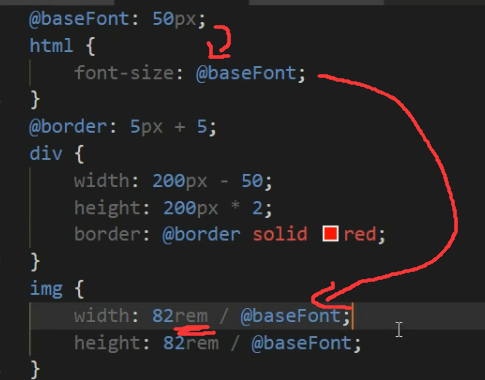 @baseFont: 50px;
html {
font-size: @baseFont;
}
@border: 5px + 5;
div {
width: 200px - 50;
height: 200px * 2;
border: @border solid red;
}
img {
width: 82rem / @baseFont;
height: 82rem / @baseFont;
}